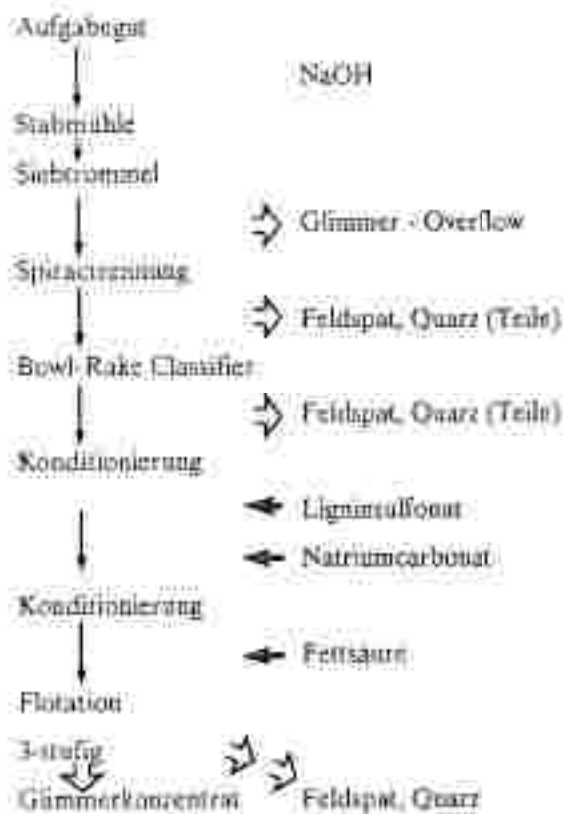 Aufgabegut
NaOH
Stabmühle
Siebtrommel
Glimmer - Overflow
Spiraltrennung
Feldspat, Quarz (Teile)
Bowl-Rake Classifier
Feldspat, Quarz (Teile)
Konditionierung
Ligninsulfonat
Natriumcarbonat
Konditionierung
Fettsäure
Flotation
3-stufig
Glimmerkonzentrat
Feldspat, Quarz